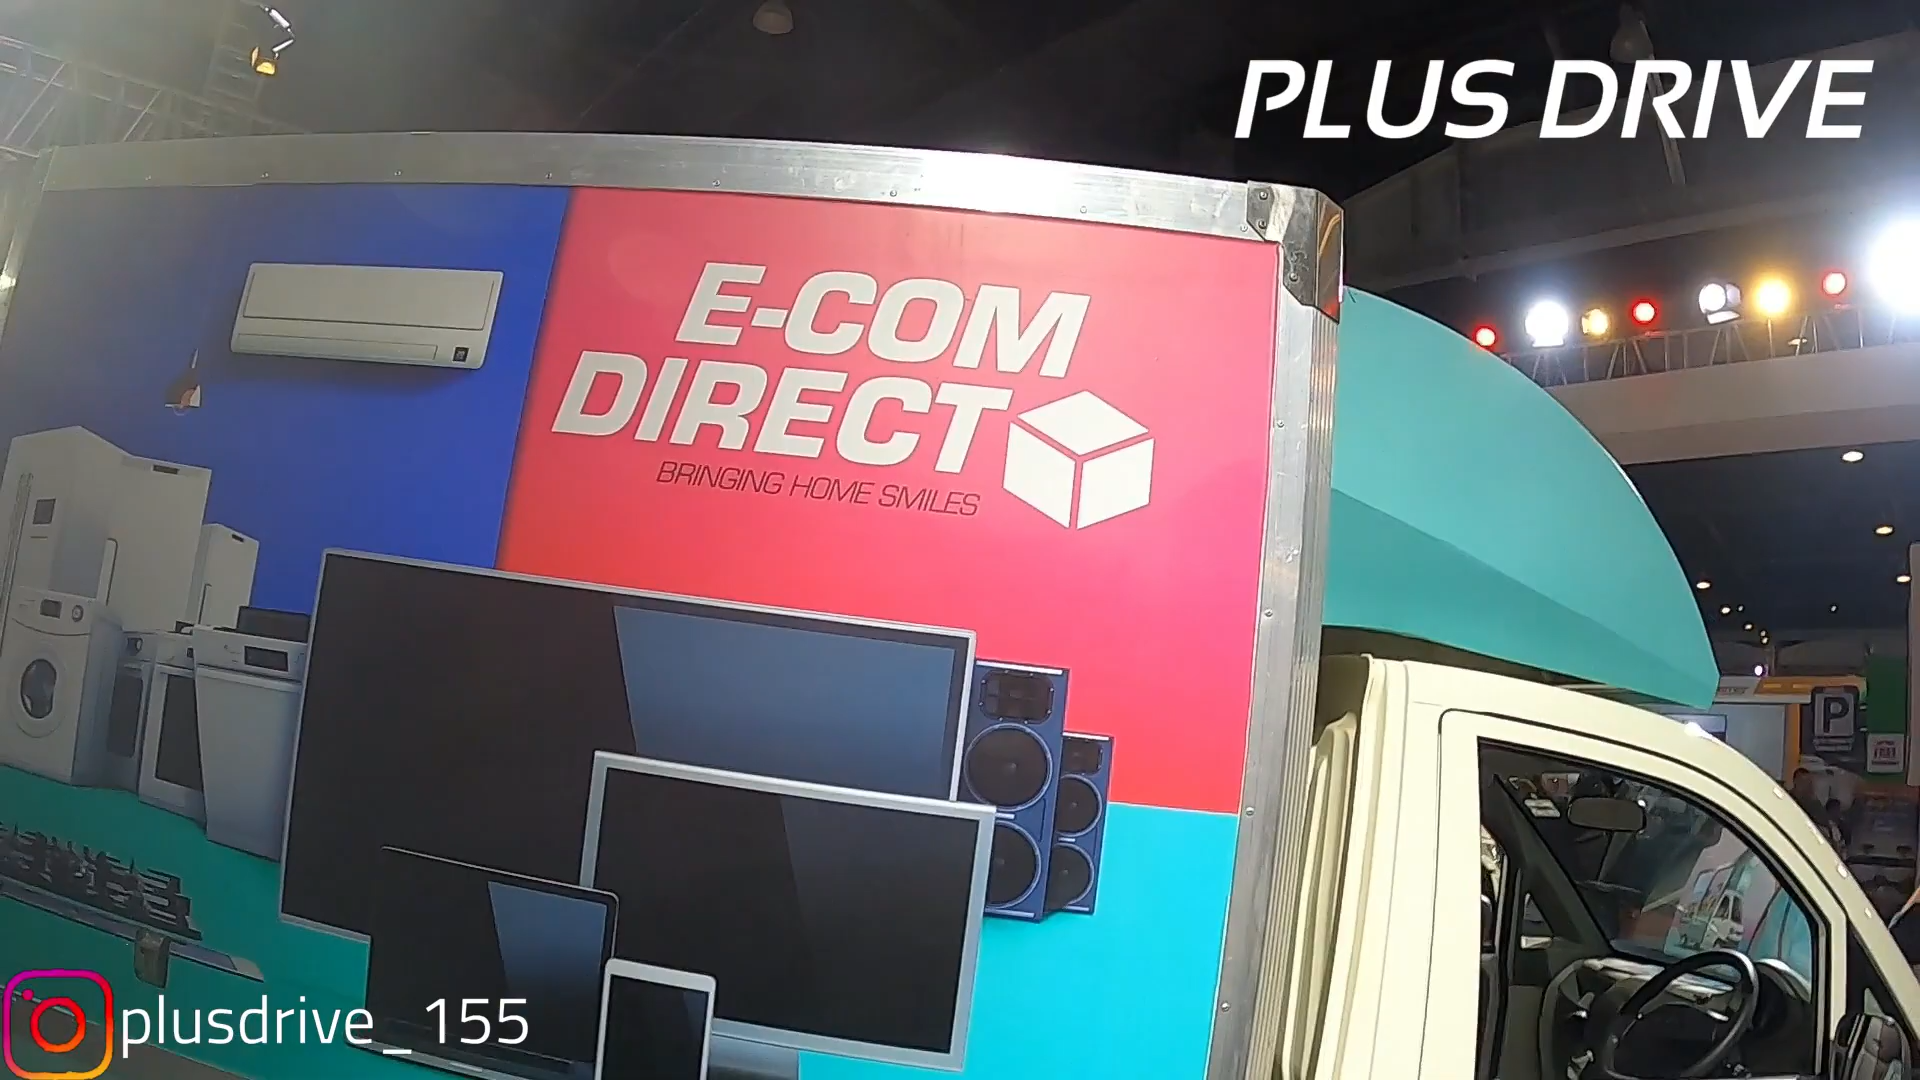 PLUS DRIVE
E-COM
DIRECT
BRINGING HOME SMILES
P
plusdrive_155